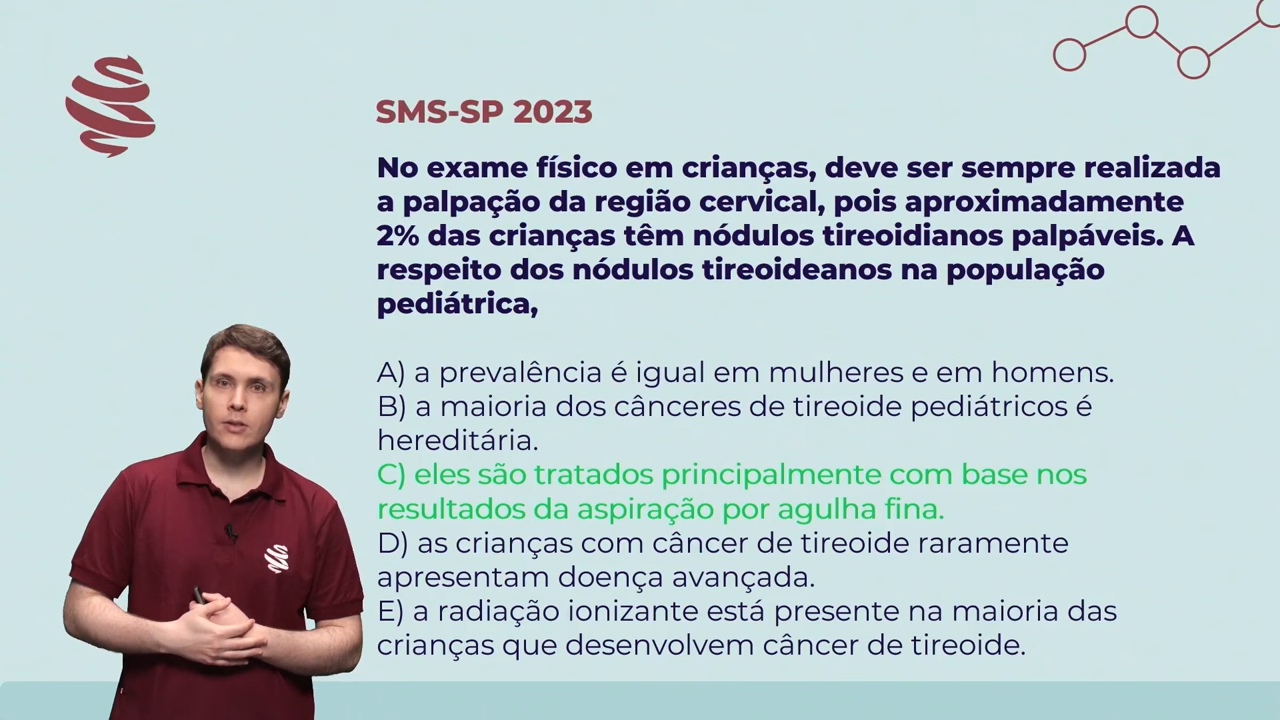 SMS-SP 2023
No exame físico em crianças, deve ser sempre realizada
a palpação da região cervical, pois aproximadamente
2% das crianças têm nódulos tireoidianos palpáveis. A
respeito dos nódulos tireoideanos na população
pediátrica,
A) a prevalência é igual em mulheres e em homens.
B) a maioria dos cânceres de tireoide pediátricos é
hereditária.
C) eles são tratados principalmente com base nos
resultados da aspiração por agulha fina.
D) as crianças com câncer de tireoide raramente
apresentam doença avançada.
E) a radiação ionizante está presente na maioria das
crianças que desenvolvem câncer de tireoide.